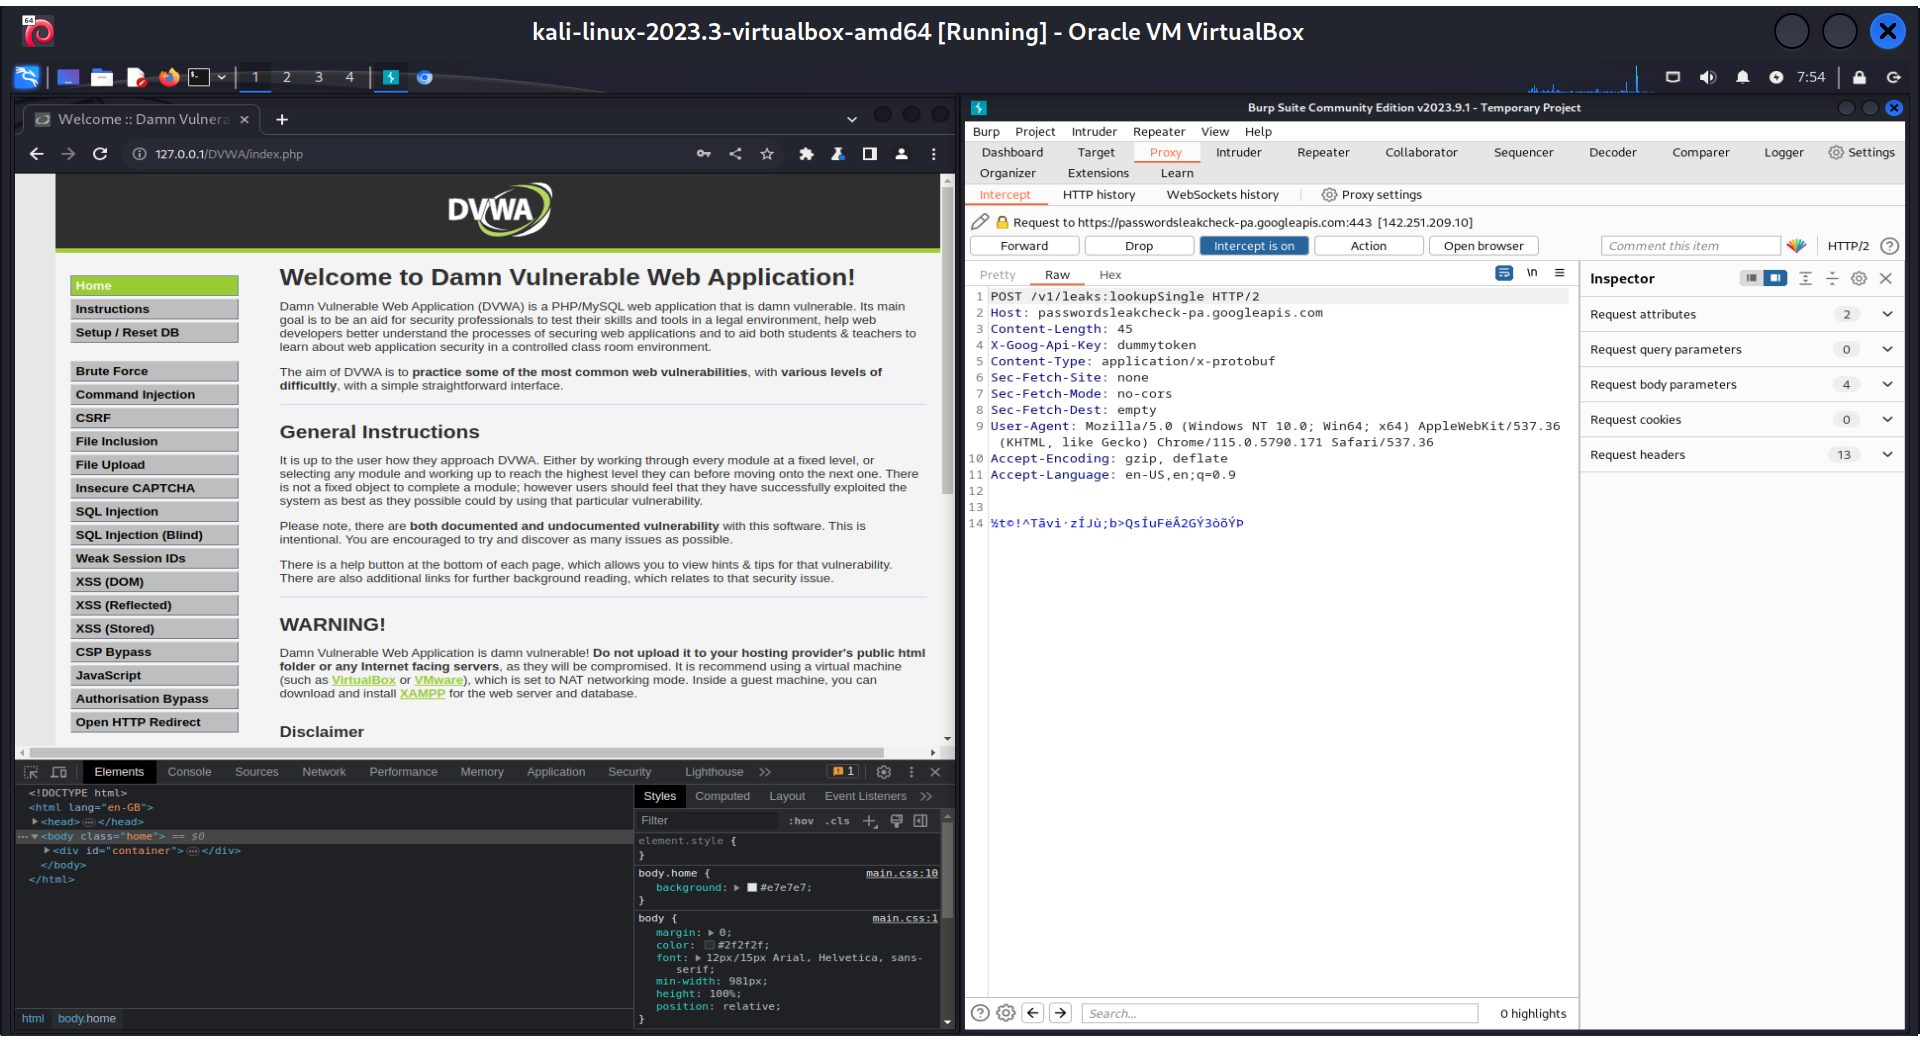 64
kali-linux-2023.3-virtualbox-amd64 [Running] - Oracle VM VirtualBox
1 2 3 4
7:54
Welcome :: Damn Vulnera
127.0.0.1/DVWA/index.php
DVWA
Home
Instructions
Setup / Reset DB
Brute Force
Command Injection
CSRF
File Inclusion
File Upload
Insecure CAPTCHA
SQL Injection
SQL Injection (Blind)
Weak Session IDs
XSS (DOM)
XSS (Reflected)
XSS (Stored)
CSP Bypass
JavaScript
Authorisation Bypass
Open HTTP Redirect
Welcome to Damn Vulnerable Web Application!
Damn Vulnerable Web Application (DVWA) is a PHP/MySQL web application that is damn vulnerable. Its main
goal is to be an aid for security professionals to test their skills and tools in a legal environment, help web
developers better understand the processes of securing web applications and to aid both students & teachers to
learn about web application security in a controlled class room environment.
The aim of DVWA is to practice some of the most common web vulnerabilities, with various levels of
difficultly, with a simple straightforward interface.
General Instructions
It is up to the user how they approach DVWA. Either by working through every module at a fixed level, or
selecting any module and working up to reach the highest level they can before moving onto the next one. There
is not a fixed object to complete a module; however users should feel that they have successfully exploited the
system as best as they possible could by using that particular vulnerability.
Please note, there are both documented and undocumented vulnerability with this software. This is
intentional. You are encouraged to try and discover as many issues as possible.
There is a help button at the bottom of each page, which allows you to view hints & tips for that vulnerability.
There are also additional links for further background reading, which relates to that security issue.
WARNING!
Damn Vulnerable Web Application is damn vulnerable! Do not upload it to your hosting provider's public html
folder or any Internet facing servers, as they will be compromised. It is recommend using a virtual machine
(such as VirtualBox or VMware), which is set to NAT networking mode. Inside a guest machine, you can
download and install XAMPP for the web server and database.
Disclaimer
Elements Console Sources Network Performance Memory Application Security Lighthouse >> 1
<!DOCTYPE html>
<html lang="en-GB">
<head> ⋯ </head>
⋯ <body class="home"> == $0
<div id="container"> ⋯ </div>
</body>
</html>
html body.home
Styles Computed Layout Event Listeners >>
Filter :hov .cls
element.style {
}
body.home { main.css:10
background: #e7e7e7;
}
body { main.css:1
margin: 0;
color: #2f2f2f;
font: 12px/15px Arial, Helvetica, sans-
serif;
min-width: 981px;
height: 100%;
position: relative;
}
Burp Suite Community Edition v2023.9.1 - Temporary Project
Burp Project Intruder Repeater View Help
Dashboard Target Proxy Intruder Repeater Collaborator Sequencer Decoder Comparer Logger Settings
Organizer Extensions Learn
Intercept HTTP history WebSockets history Proxy settings
Request to https://passwordsleakcheck-pa.googleapis.com:443 [142.251.209.10]
Forward Drop Intercept is on Action Open browser Comment this item HTTP/2
Pretty Raw Hex \n
1 POST /v1/leaks:lookupSingle HTTP/2
2 Host: passwordsleakcheck-pa.googleapis.com
3 Content-Length: 45
4 X-Goog-Api-Key: dummytoken
5 Content-Type: application/x-protobuf
6 Sec-Fetch-Site: none
7 Sec-Fetch-Mode: no-cors
8 Sec-Fetch-Dest: empty
9 User-Agent: Mozilla/5.0 (Windows NT 10.0; Win64; x64) AppleWebKit/537.36
(KHTML, like Gecko) Chrome/115.0.5790.171 Safari/537.36
10 Accept-Encoding: gzip, deflate
11 Accept-Language: en-US,en;q=0.9
12
13
14 ½t©!^Tãvì·zÍJù;b>QsÍuFëÂ2GÝ3òõÝÞ
Search...
0 highlights
Inspector
Request attributes 2
Request query parameters 0
Request body parameters 4
Request cookies 0
Request headers 13